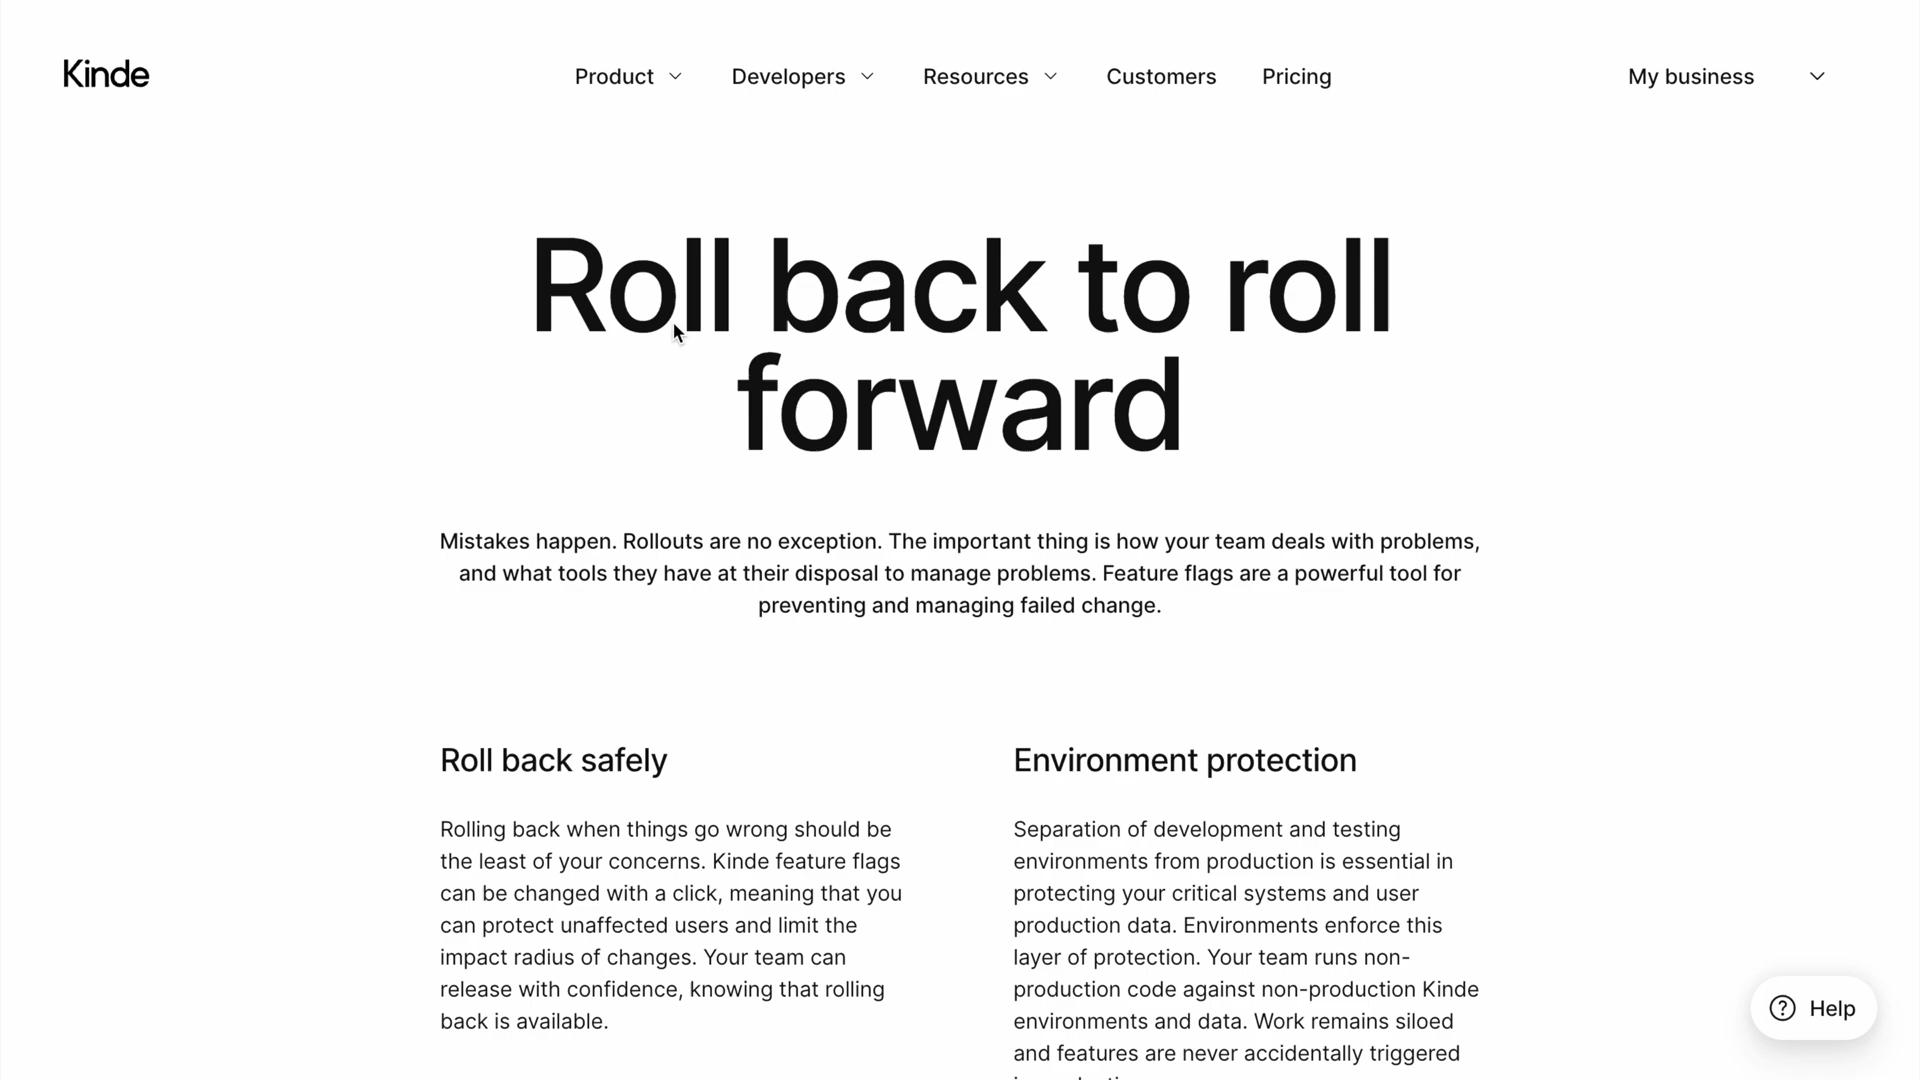 Kinde
Product
Developers
Resources
Customers
Pricing
My business
Roll back to roll
forward
Mistakes happen. Rollouts are no exception. The important thing is how your team deals with problems,
and what tools they have at their disposal to manage problems. Feature flags are a powerful tool for
preventing and managing failed change.
Roll back safely
Rolling back when things go wrong should be
the least of your concerns. Kinde feature flags
can be changed with a click, meaning that you
can protect unaffected users and limit the
impact radius of changes. Your team can
release with confidence, knowing that rolling
back is available.
Environment protection
Separation of development and testing
environments from production is essential in
protecting your critical systems and user
production data. Environments enforce this
layer of protection. Your team runs non-
production code against non-production Kinde
environments and data. Work remains siloed
and features are never accidentally triggered
Help